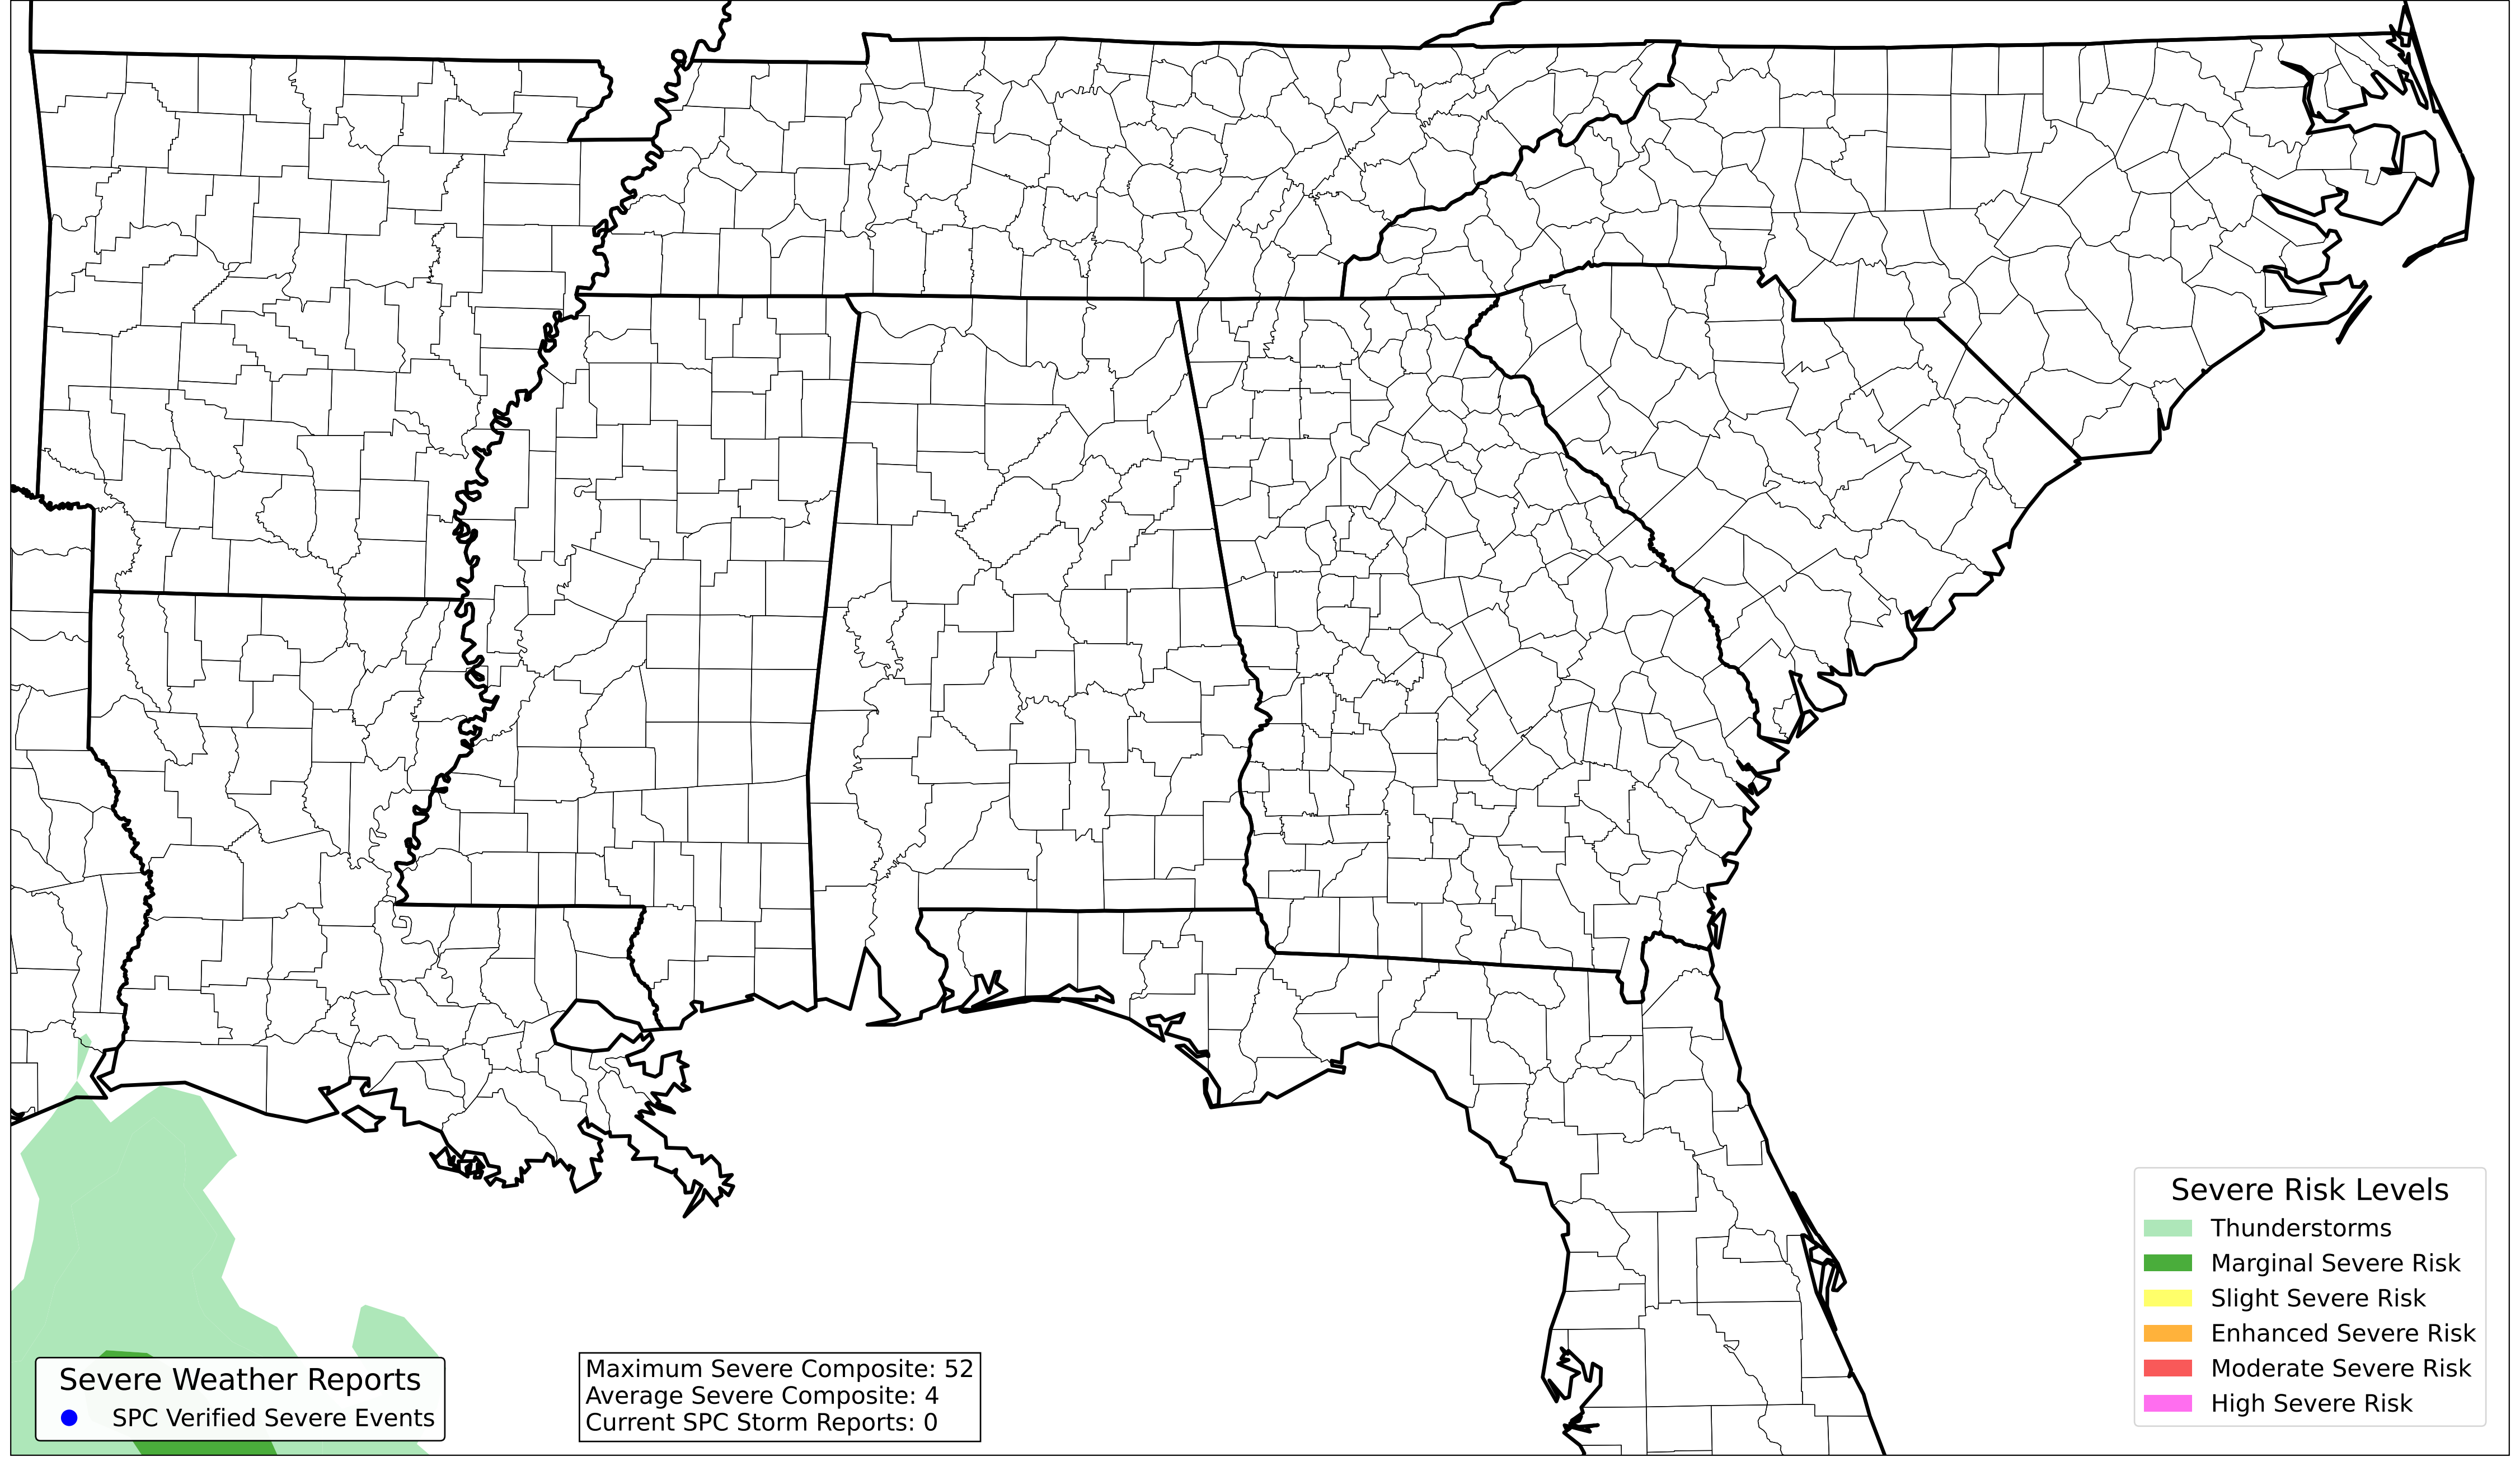 Severe Weather Reports
SPC Verified Severe Events
Maximum Severe Composite: 52
Average Severe Composite: 4
Current SPC Storm Reports: 0
Severe Risk Levels
Thunderstorms
Marginal Severe Risk
Slight Severe Risk
Enhanced Severe Risk
Moderate Severe Risk
High Severe Risk